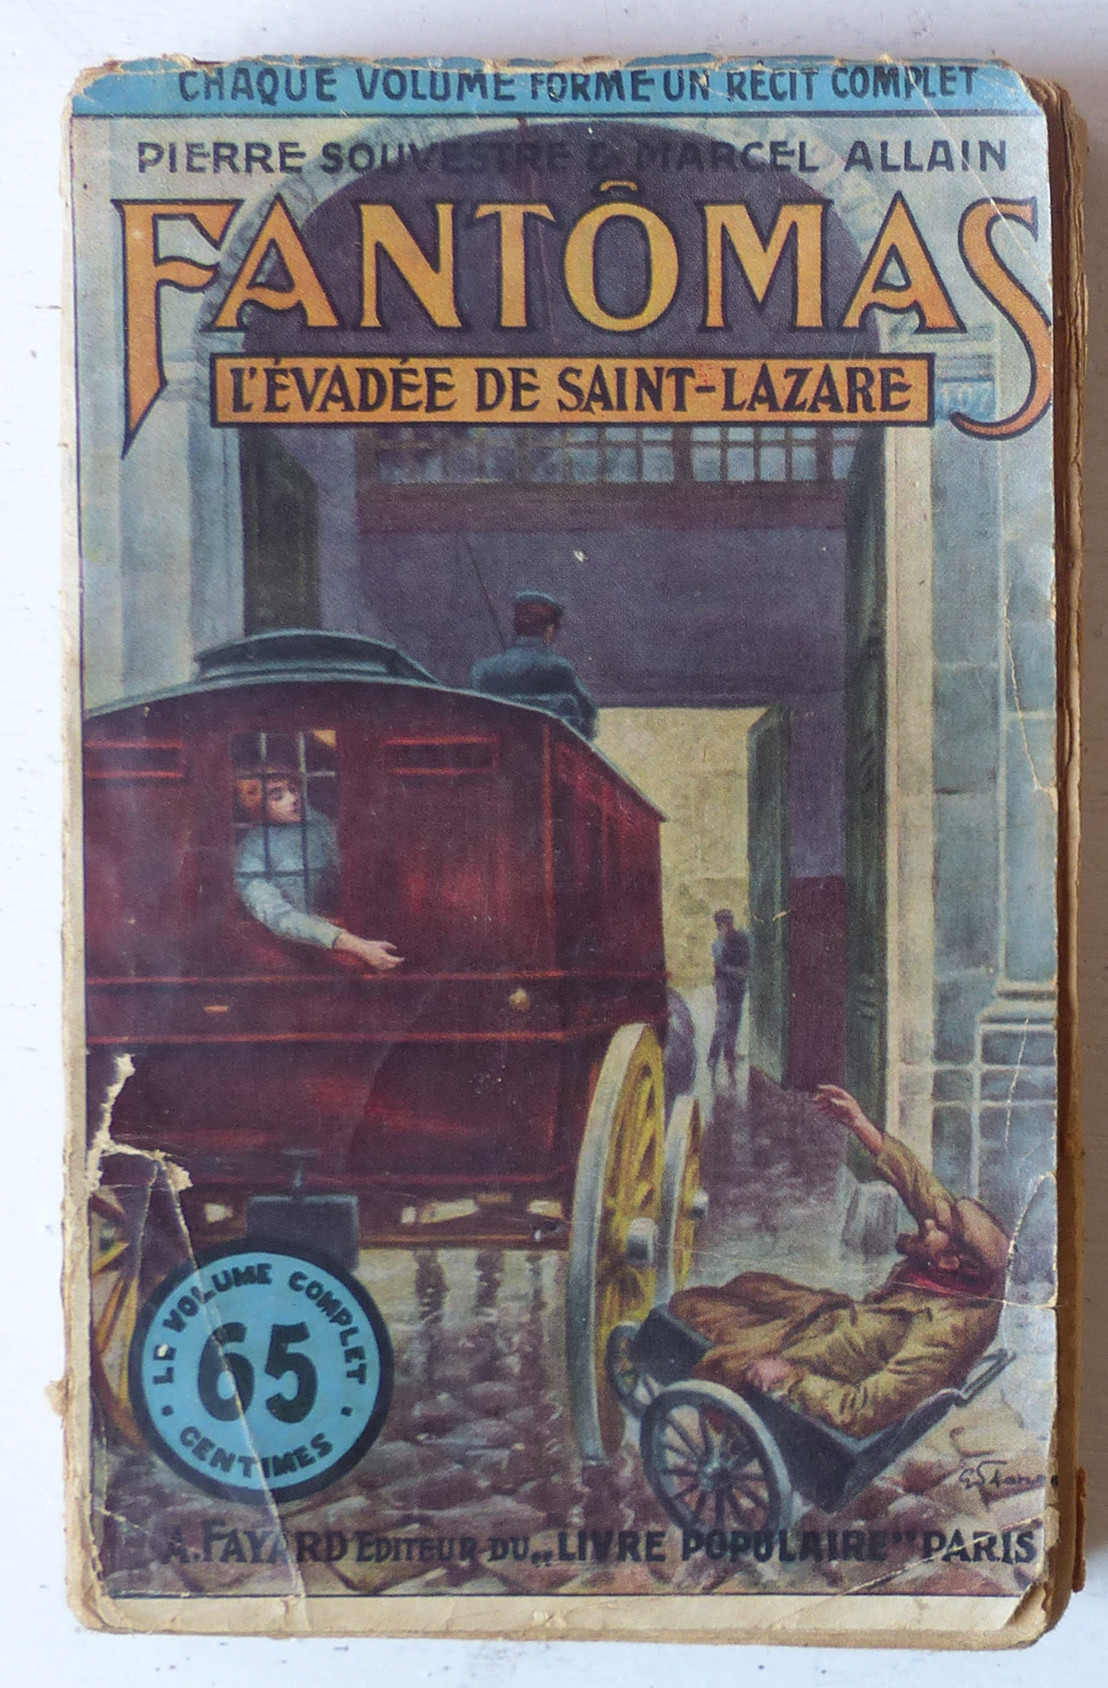 CHAQUE VOLUME FORME UN RÉCIT COMPLET
PIERRE SOUVESTRE & MARCEL ALLAIN
FANTÔMAS
L'ÉVADÉE DE SAINT-LAZARE
107
LE VOLUME COMPLET
65
CENTIMES
A. FAYARD EDITEUR DU „LIVRE POPULAIRE" PARIS